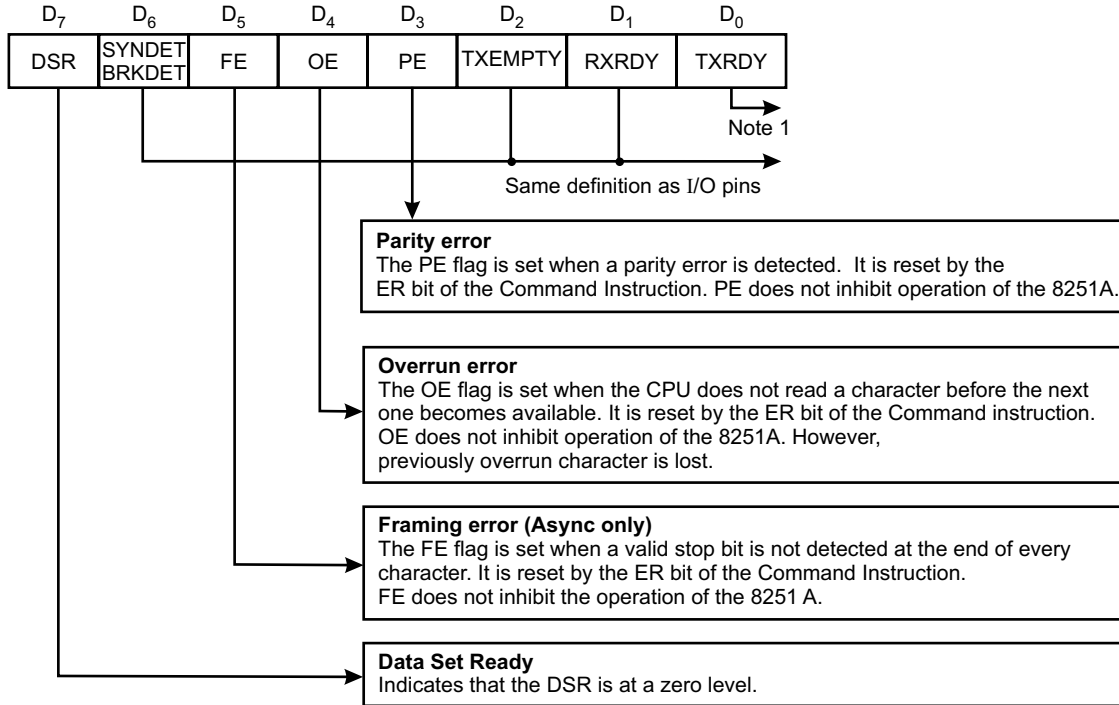 D7 D6 D5 D4 D3 D2 D1 D0
DSR SYNDET BRKDET FE OE PE TXEMPTY RXRDY TXRDY
Note 1
Same definition as I/O pins
Parity error
The PE flag is set when a parity error is detected. It is reset by the
ER bit of the Command Instruction. PE does not inhibit operation of the 8251A.
Overrun error
The OE flag is set when the CPU does not read a character before the next
one becomes available. It is reset by the ER bit of the Command instruction.
OE does not inhibit operation of the 8251A. However,
previously overrun character is lost.
Framing error (Async only)
The FE flag is set when a valid stop bit is not detected at the end of every
character. It is reset by the ER bit of the Command Instruction.
FE does not inhibit the operation of the 8251 A.
Data Set Ready
Indicates that the DSR is at a zero level.